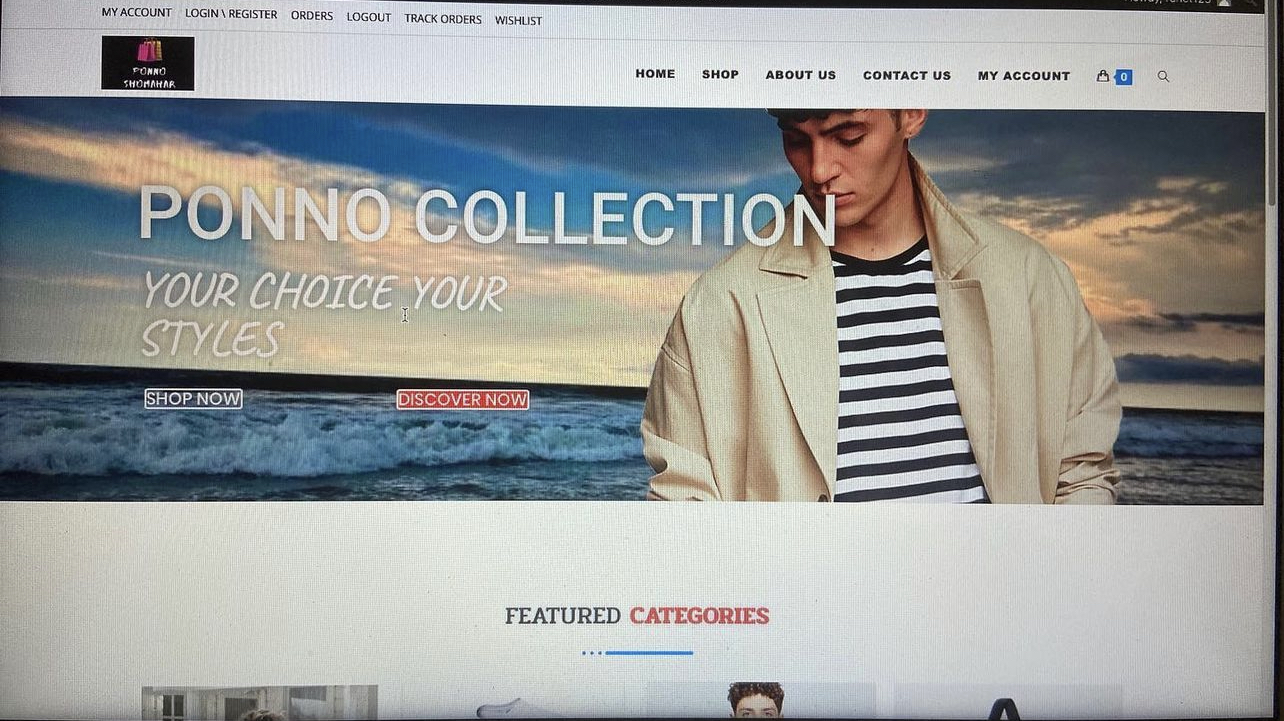 MY ACCOUNT LOGIN \ REGISTER ORDERS LOGOUT TRACK ORDERS WISHLIST
PONNO
SHOMAHAR
HOME SHOP ABOUT US CONTACT US MY ACCOUNT 0
PONNO COLLECTION
YOUR CHOICE YOUR
STYLES
SHOP NOW DISCOVER NOW
FEATURED CATEGORIES